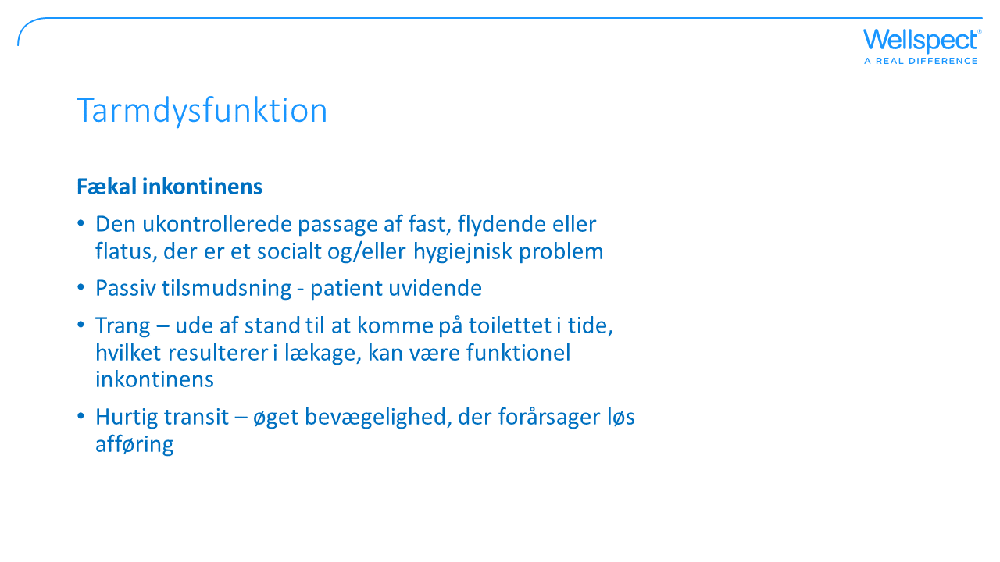 Wellspect®
A REAL DIFFERENCE
Tarmdysfunktion
Fækal inkontinens
• Den ukontrollerede passage af fast, flydende eller
flatus, der er et socialt og/eller hygiejnisk problem
• Passiv tilsmudsning - patient uvidende
• Trang – ude af stand til at komme på toilettet i tide,
hvilket resulterer i lækage, kan være funktionel
inkontinens
• Hurtig transit – øget bevægelighed, der forårsager løs
afføring